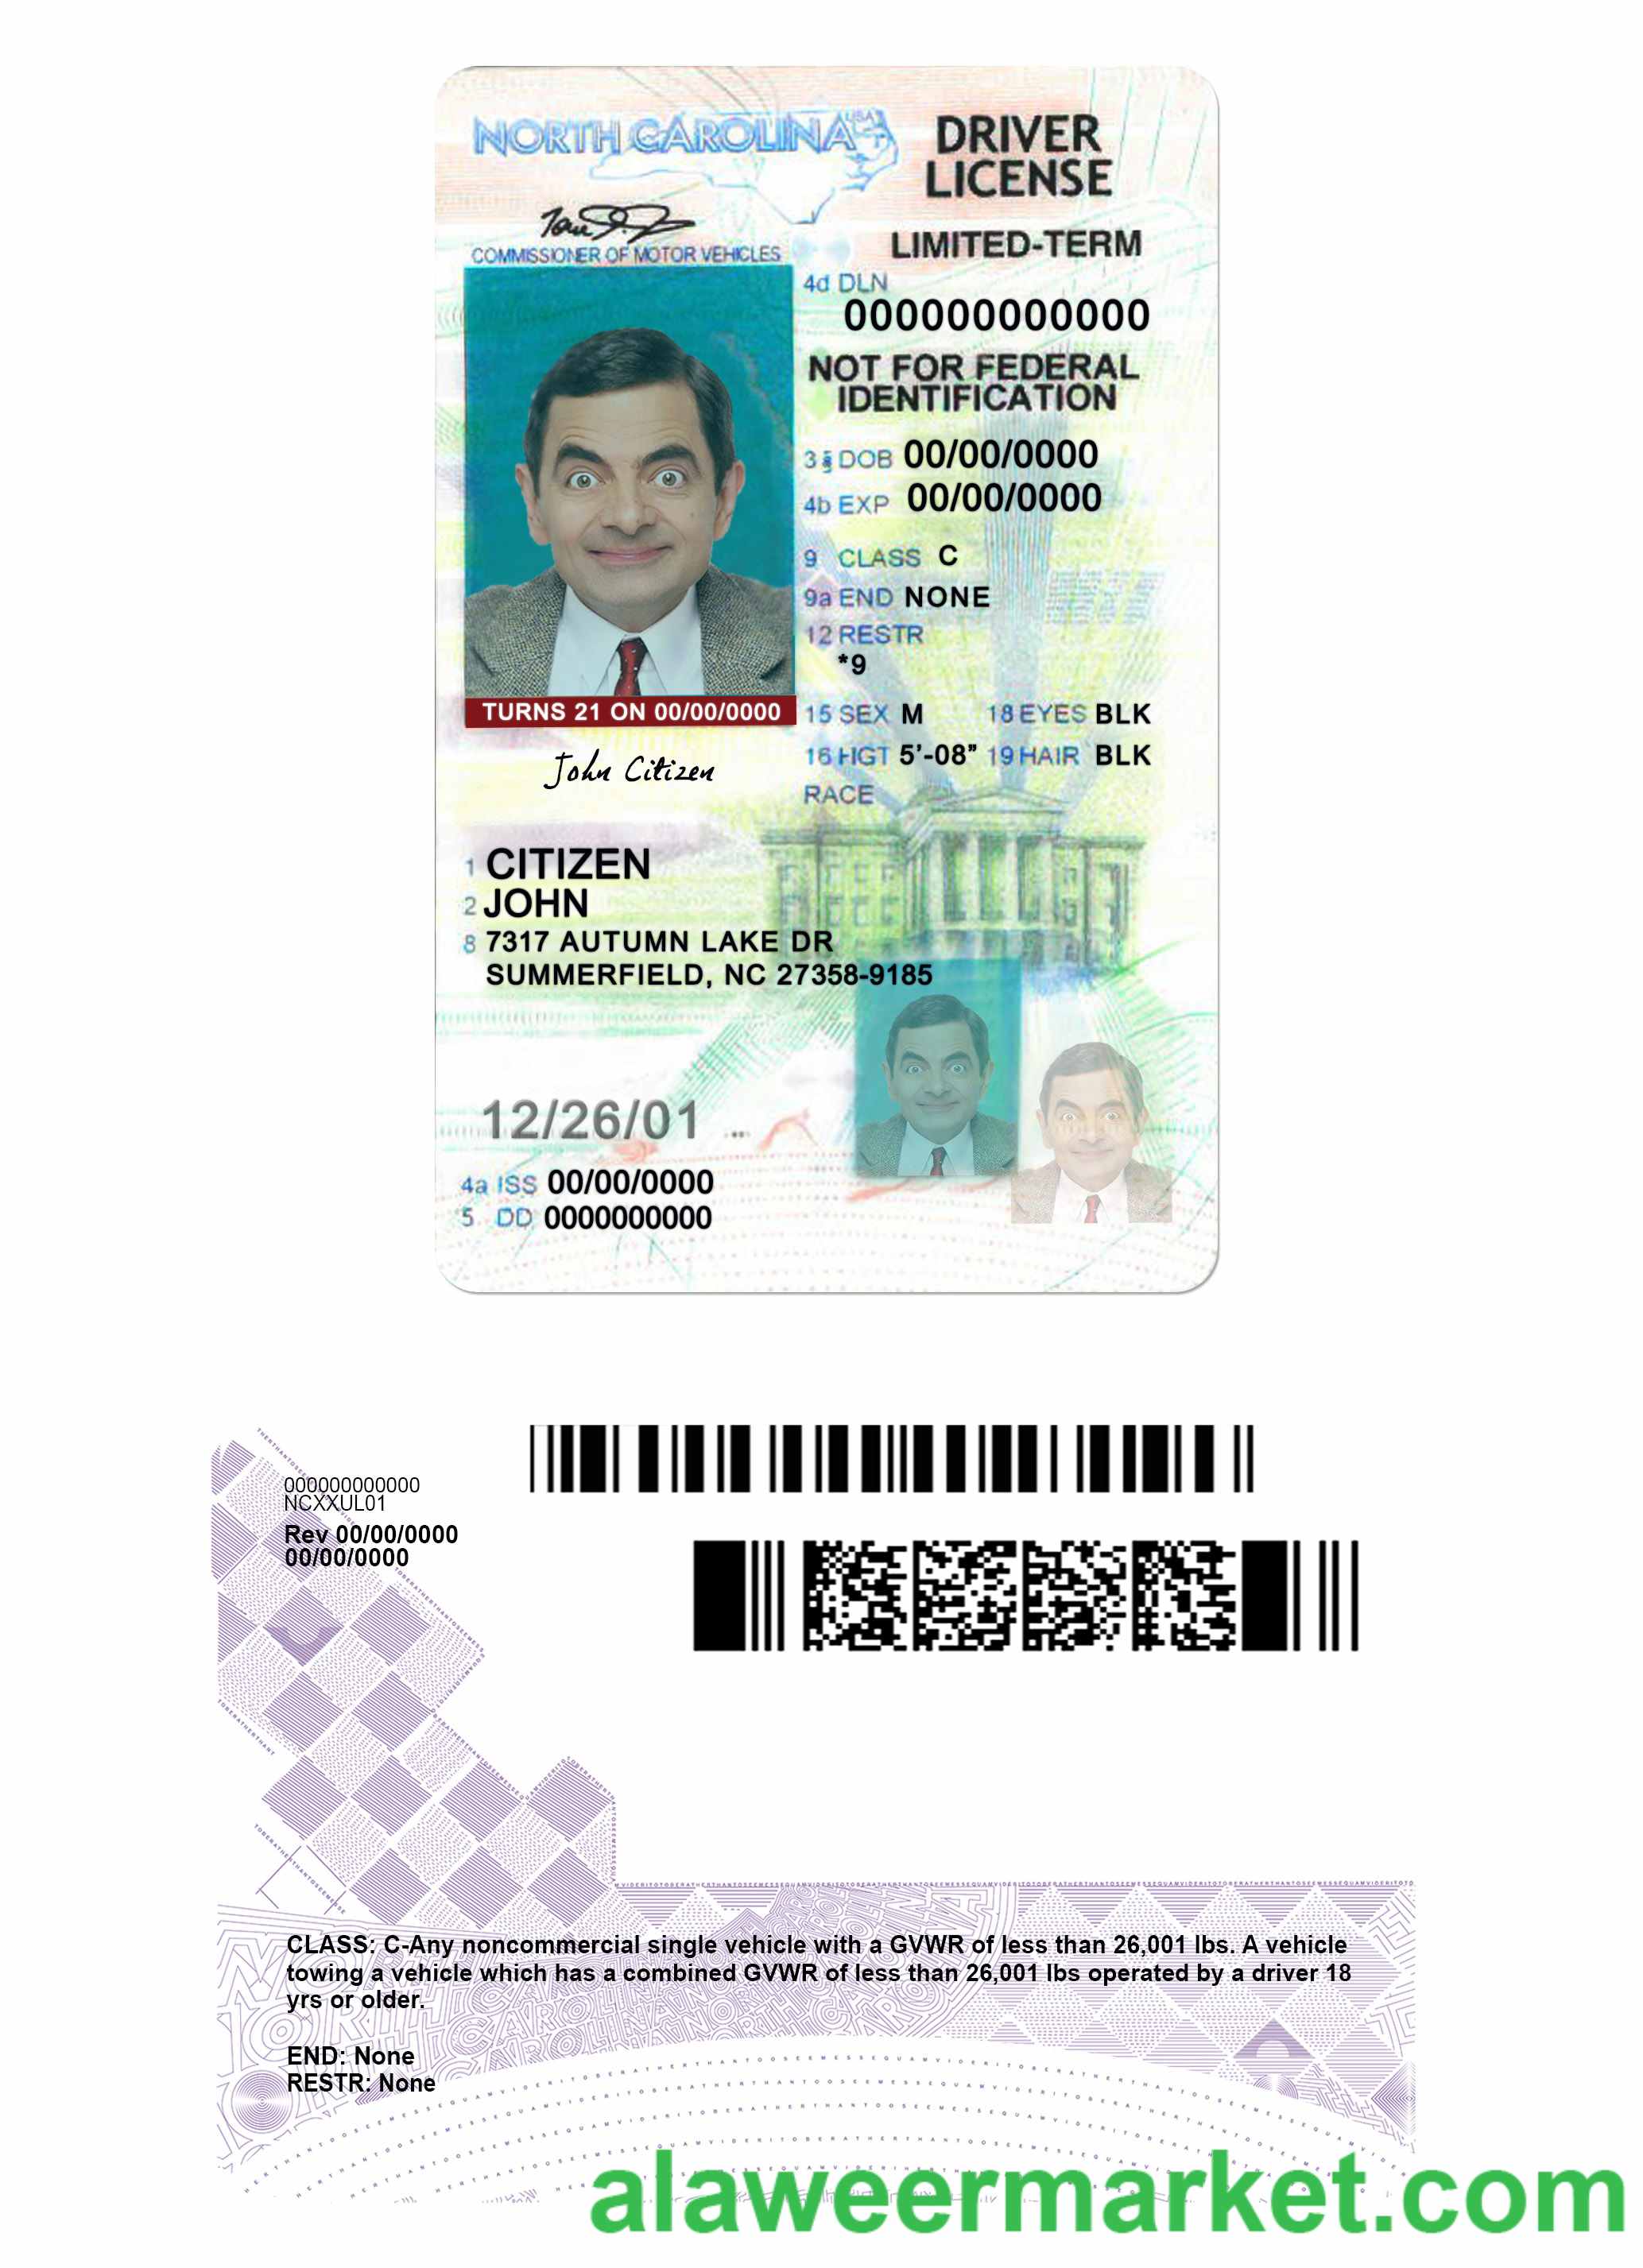 NORTH CAROLINA USA
DRIVER
LICENSE
COMMISSIONER OF MOTOR VEHICLES
LIMITED-TERM
4d DLN
000000000000
NOT FOR FEDERAL
IDENTIFICATION
3 DOB 00/00/0000
4b EXP 00/00/0000
9 CLASS C
9a END NONE
12 RESTR
*9
TURNS 21 ON 00/00/0000
15 SEX M 18 EYES BLK
16 HGT 5'-08" 19 HAIR BLK
RACE
John Citizen
1 CITIZEN
2 JOHN
8 7317 AUTUMN LAKE DR
SUMMERFIELD, NC 27358-9185
12/26/01
4a ISS 00/00/0000
5 DD 0000000000
000000000000
NCXXUL01
Rev 00/00/0000
00/00/0000
CLASS: C-Any noncommercial single vehicle with a GVWR of less than 26,001 lbs. A vehicle
towing a vehicle which has a combined GVWR of less than 26,001 lbs operated by a driver 18
yrs or older.
END: None
RESTR: None
alaweermarket.com